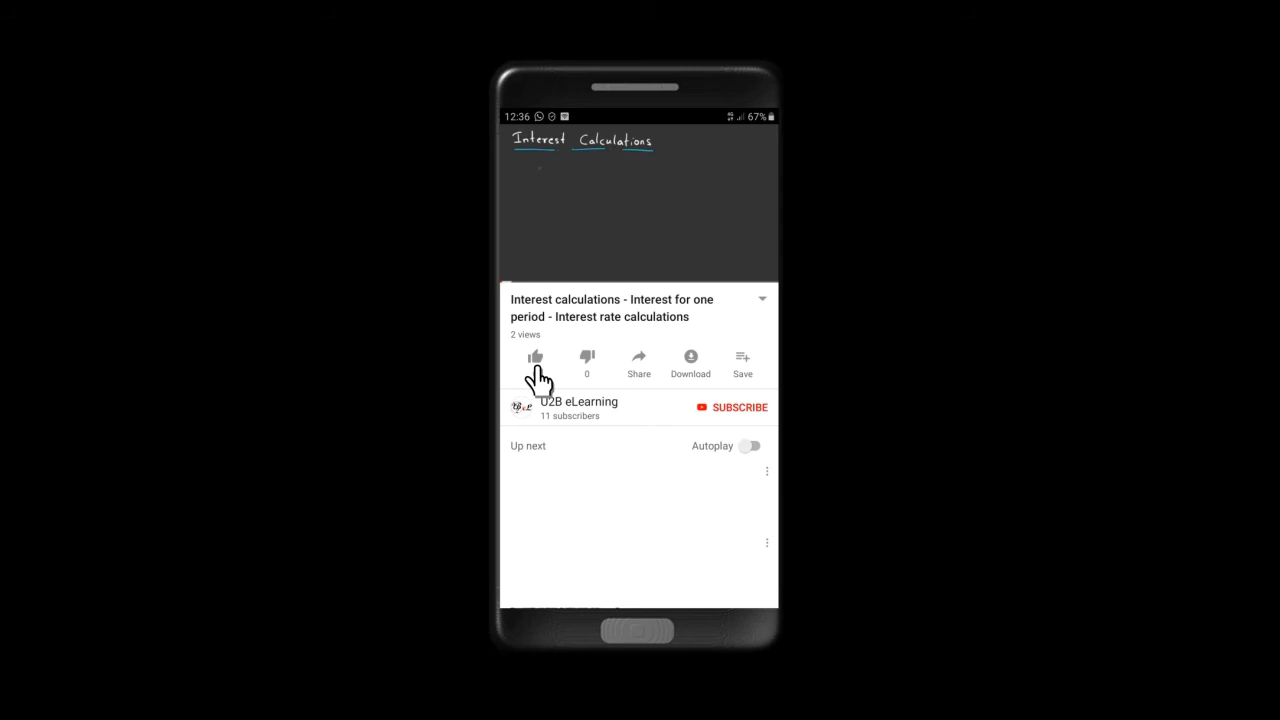 12:36 67%
Interest Calculations
Interest calculations - Interest for one
period - Interest rate calculations
2 views
0 Share Download Save
U2B eLearning
11 subscribers
SUBSCRIBE
Up next Autoplay